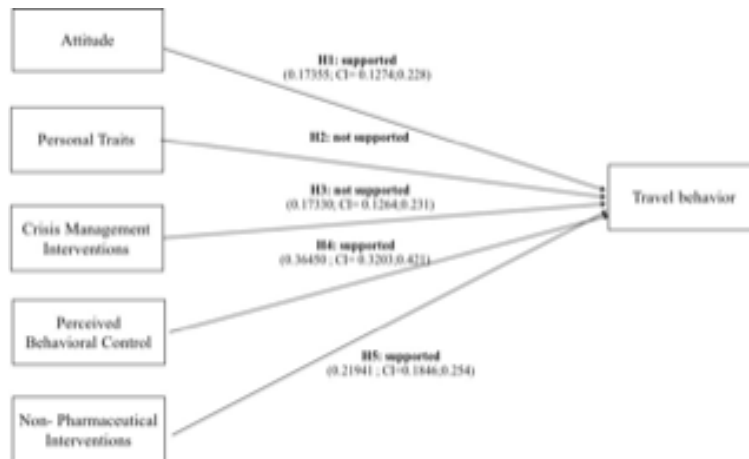 Attitude
H1: supported
(0.17355; CI= 0.1274;0.228)
Personal Traits
H2: not supported
H3: not supported
(0.17330; CI= 0.1264;0.231)
Travel behavior
Crisis Management
Interventions
H4: supported
(0.36450 ; CI= 0.3203;0.421)
Perceived
Behavioral Control
H5: supported
(0.21941 ; CI=0.1846;0.254)
Non- Pharmaceutical
Interventions